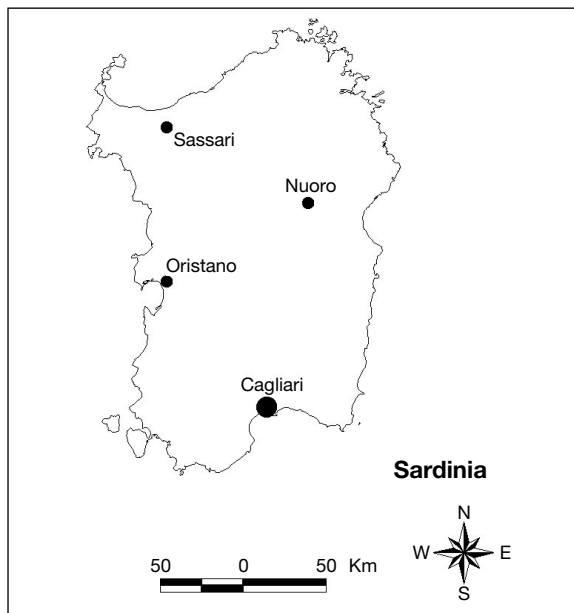 Sassari
Nuoro
Oristano
Cagliari
Sardinia
N
W E
S
50 0 50 Km